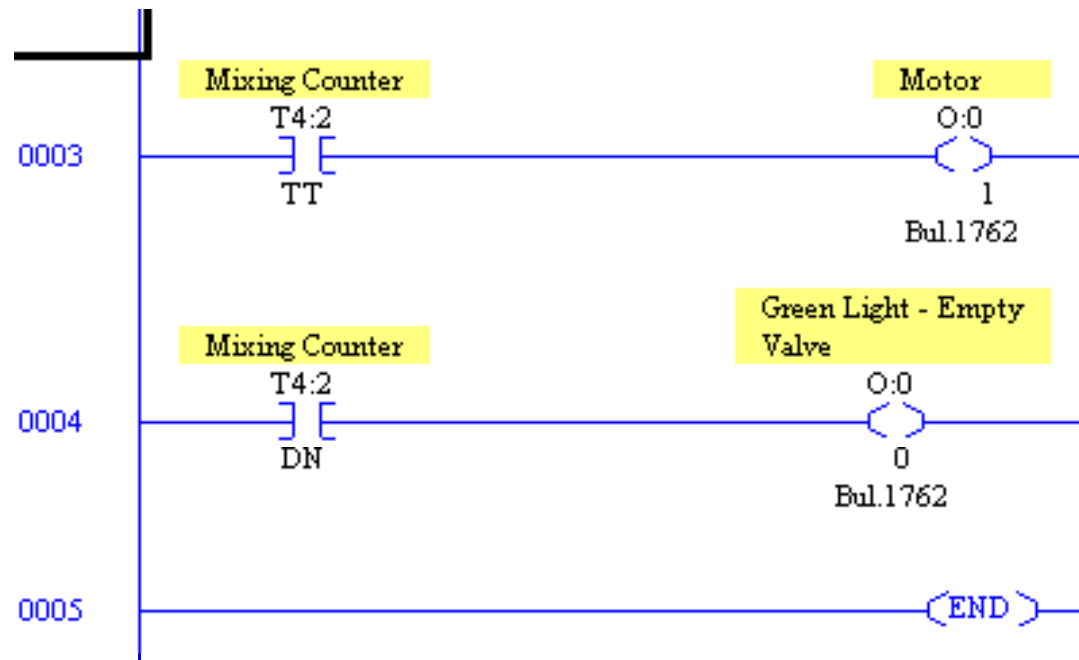 Mixing Counter
T4:2
TT
Motor
O:0
1
Bul.1762
0003
Mixing Counter
T4:2
DN
Green Light - Empty
Valve
O:0
0
Bul.1762
0004
0005
END